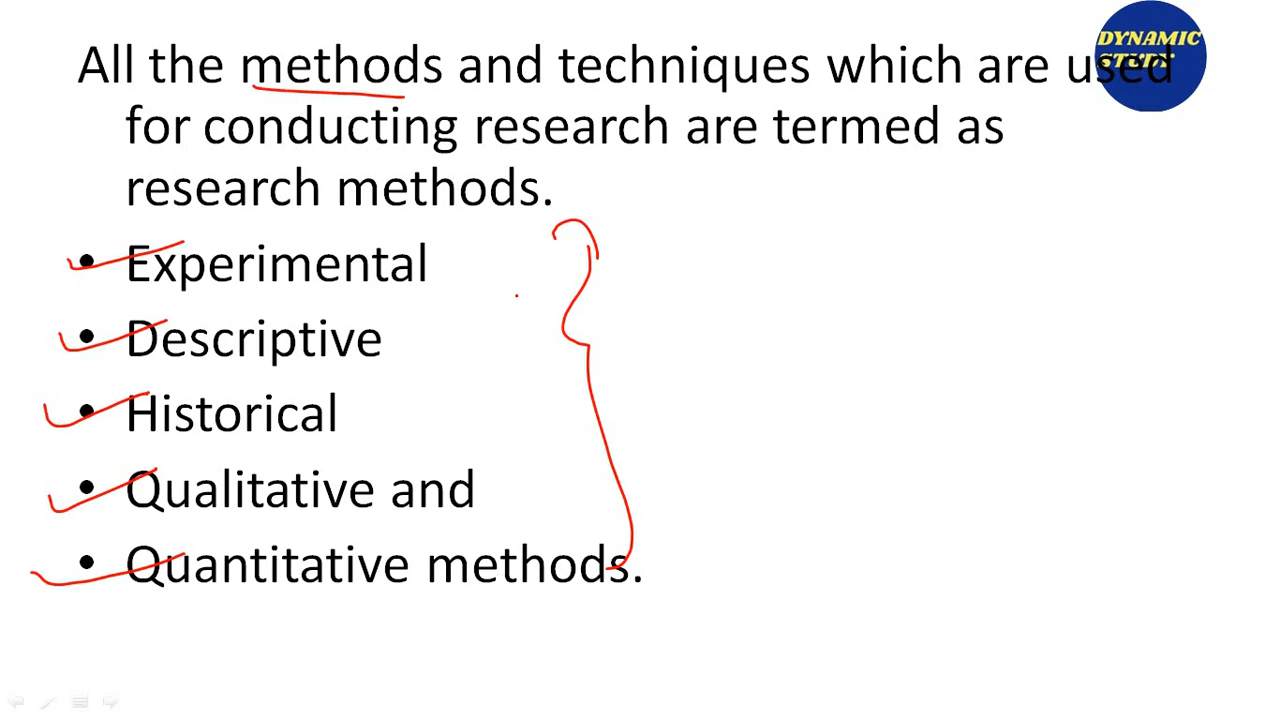 All the methods and techniques which are used
for conducting research are termed as
research methods.
• Experimental
• Descriptive
• Historical
• Qualitative and
• Quantitative methods.
DYNAMIC
STUDY